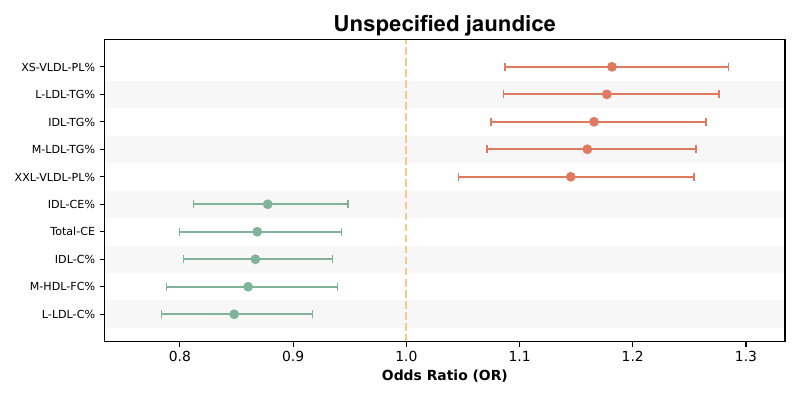 Unspecified jaundice
XS-VLDL-PL%
L-LDL-TG%
IDL-TG%
M-LDL-TG%
XXL-VLDL-PL%
IDL-CE%
Total-CE
IDL-C%
M-HDL-FC%
L-LDL-C%
0.8 0.9 1.0 1.1 1.2 1.3
Odds Ratio (OR)